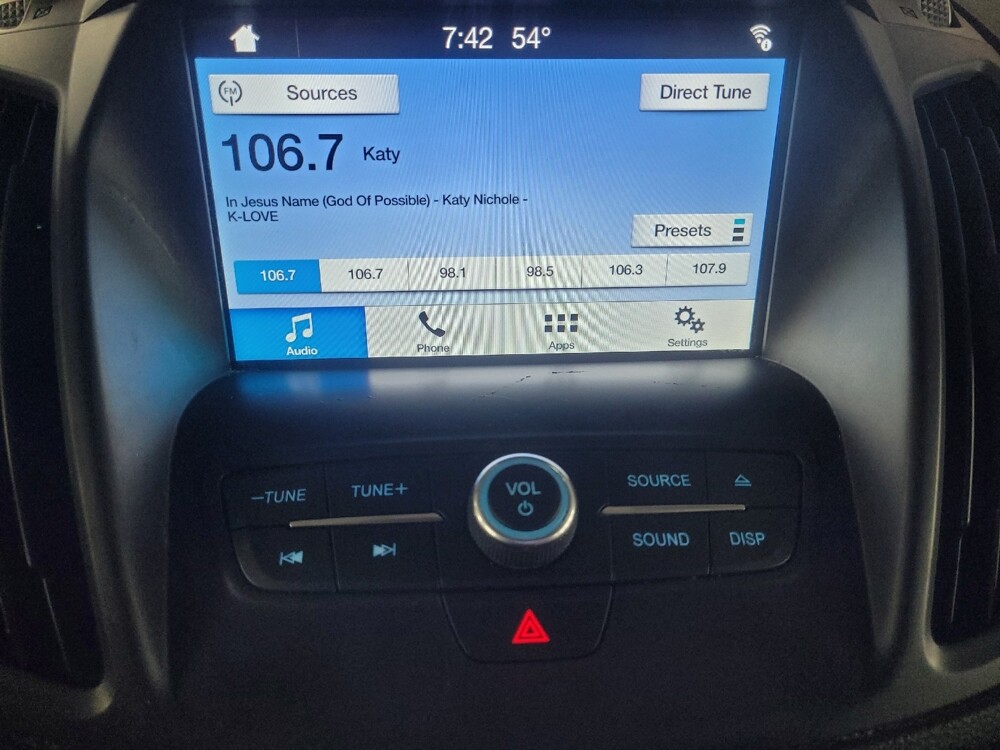 7:42 54°
FM Sources Direct Tune
106.7 Katy
In Jesus Name (God Of Possible) - Katy Nichole -
K-LOVE
Presets
106.7 106.7 98.1 98.5 106.3 107.9
Audio Phone Apps Settings
–TUNE TUNE+ VOL SOURCE
SOUND DISP